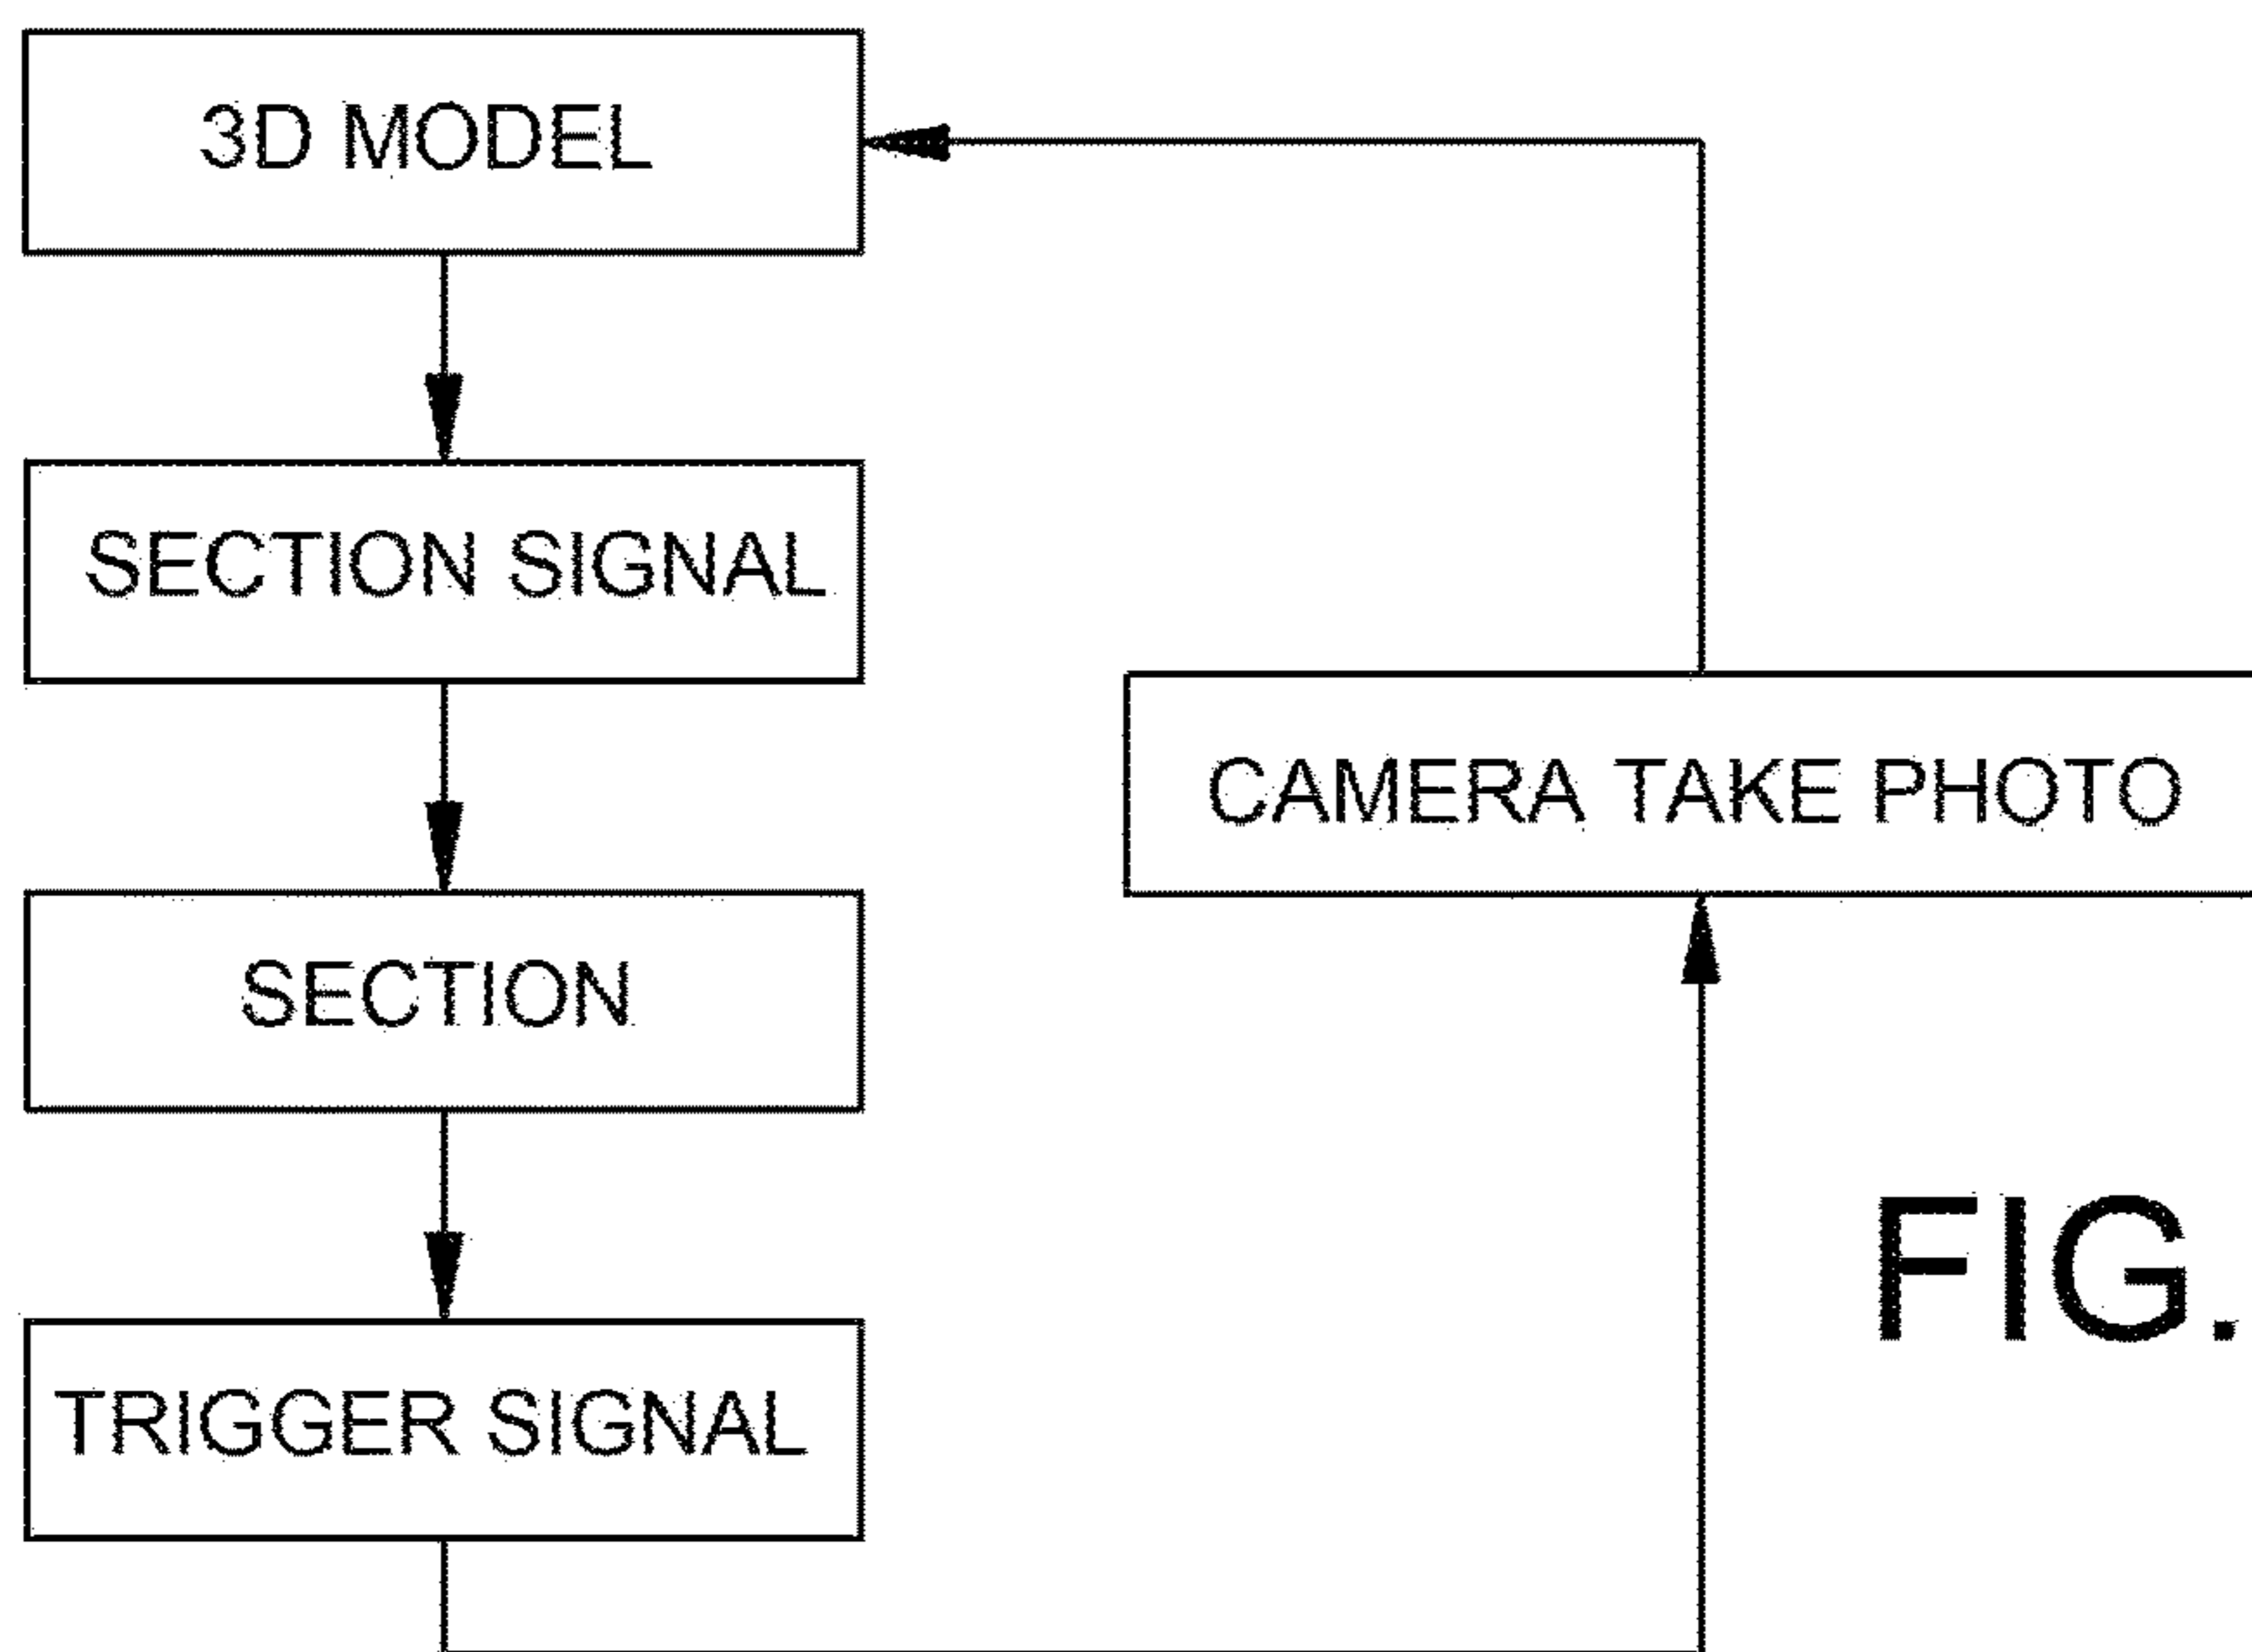 3D MODEL
SECTION SIGNAL
CAMERA TAKE PHOTO
SECTION
FIG.
TRIGGER SIGNAL